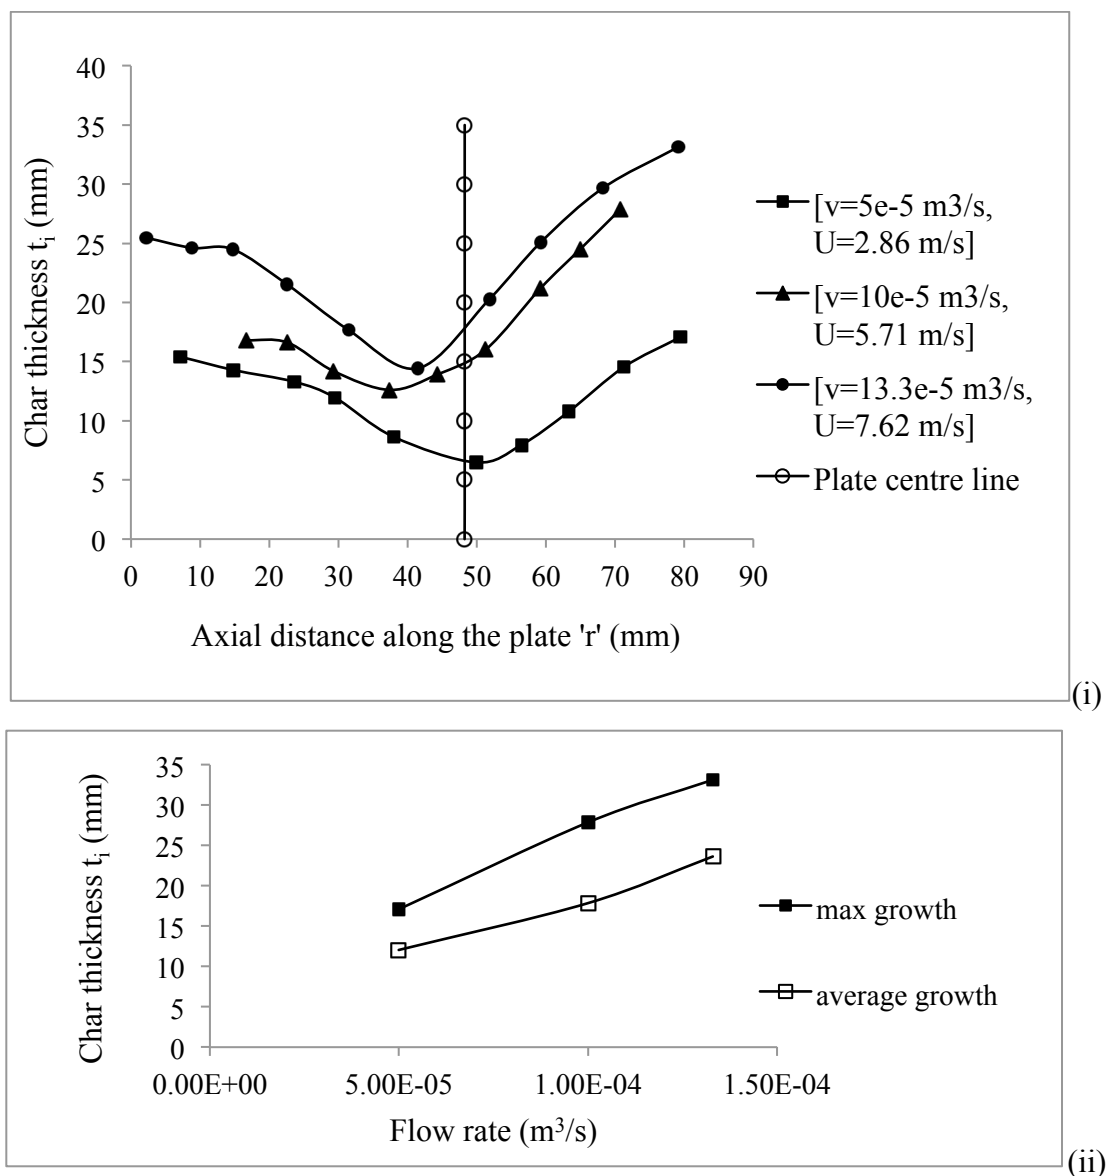 40
35
30
25
20
15
10
5
0
Char thickness ti (mm)
0 10 20 30 40 50 60 70 80 90
Axial distance along the plate 'r' (mm)
[v=5e-5 m3/s,
U=2.86 m/s]
[v=10e-5 m3/s,
U=5.71 m/s]
[v=13.3e-5 m3/s,
U=7.62 m/s]
Plate centre line
(i)
35
30
25
20
15
10
5
0
Char thickness ti (mm)
0.00E+00 5.00E-05 1.00E-04 1.50E-04
Flow rate (m³/s)
max growth
average growth
(ii)